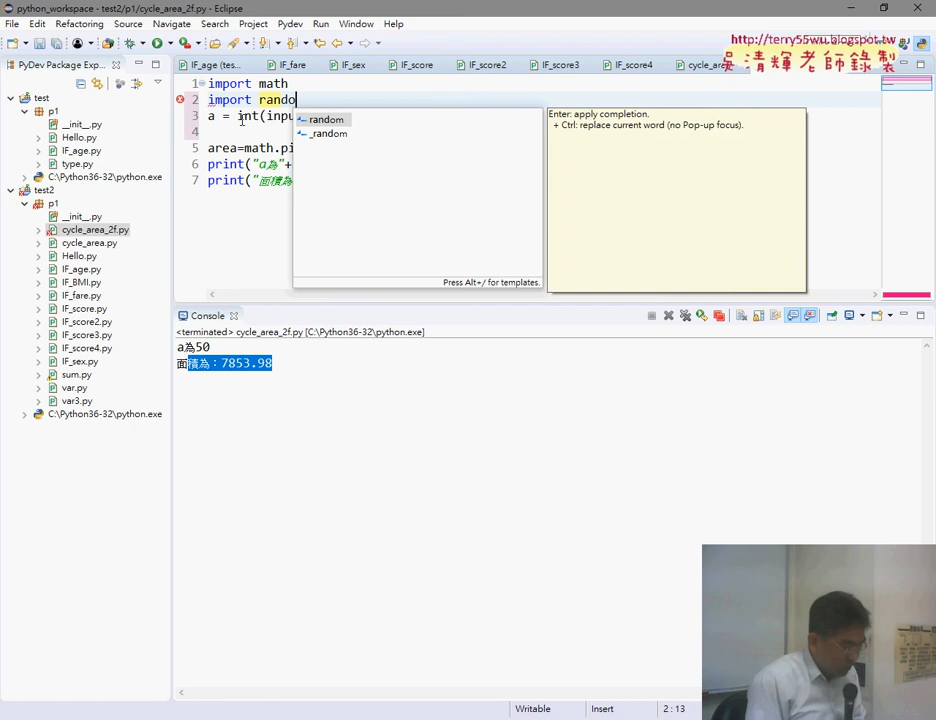 python_workspace - test2/p1/cycle_area_2f.py - Eclipse
File Edit Refactoring Source Navigate Search Project Pydev Run Window Help
http://terry55wu.blogspot.tw
吳清輝老師錄製
PyDev Package Exp...
IF_age (tes... IF_fare IF_sex IF_score IF_score2 IF_score3 IF_score4 cycle_are
test
p1
__init__.py
Hello.py
IF_age.py
type.py
C:\Python36-32\python.exe
test2
p1
__init__.py
cycle_area_2f.py
cycle_area.py
Hello.py
IF_age.py
IF_BMI.py
IF_fare.py
IF_score.py
IF_score2.py
IF_score3.py
IF_score4.py
IF_sex.py
sum.py
var.py
var3.py
C:\Python36-32\python.exe
1 import math
2 import rando
3 a = int(inpu
4
5 area=math.pi
6 print("a為"+
7 print("面積為
random
_random
Press Alt+/ for templates.
Enter: apply completion.
+ Ctrl: replace current word (no Pop-up focus).
Console
<terminated> cycle_area_2f.py [C:\Python36-32\python.exe]
a為50
面積為：7853.98
Writable Insert 2 : 13